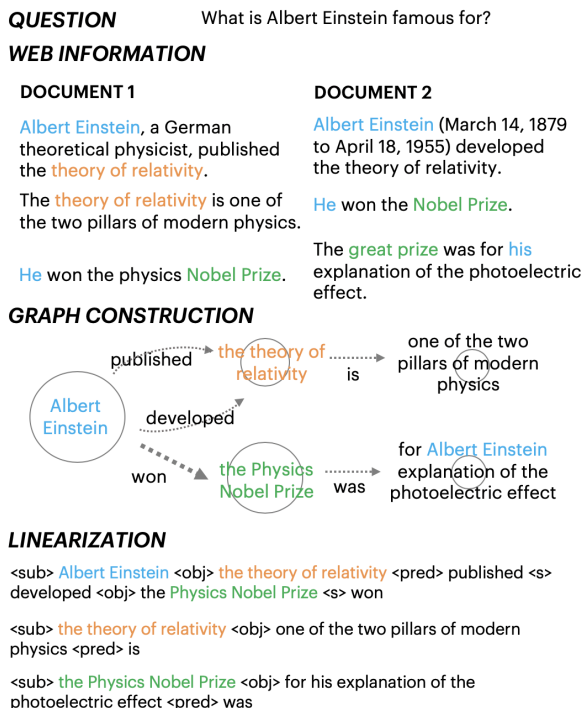 QUESTION What is Albert Einstein famous for?
WEB INFORMATION
DOCUMENT 1
Albert Einstein, a German
theoretical physicist, published
the theory of relativity.
The theory of relativity is one of
the two pillars of modern physics.
He won the physics Nobel Prize.
DOCUMENT 2
Albert Einstein (March 14, 1879
to April 18, 1955) developed
the theory of relativity.
He won the Nobel Prize.
The great prize was for his
explanation of the photoelectric
effect.
GRAPH CONSTRUCTION
Albert
Einstein
published
developed
won
the theory of
relativity
is
one of the two
pillars of modern
physics
the Physics
Nobel Prize
was
for Albert Einstein
explanation of the
photoelectric effect
LINEARIZATION
<sub> Albert Einstein <obj> the theory of relativity <pred> published <s>
developed <obj> the Physics Nobel Prize <s> won
<sub> the theory of relativity <obj> one of the two pillars of modern
physics <pred> is
<sub> the Physics Nobel Prize <obj> for his explanation of the
photoelectric effect <pred> was